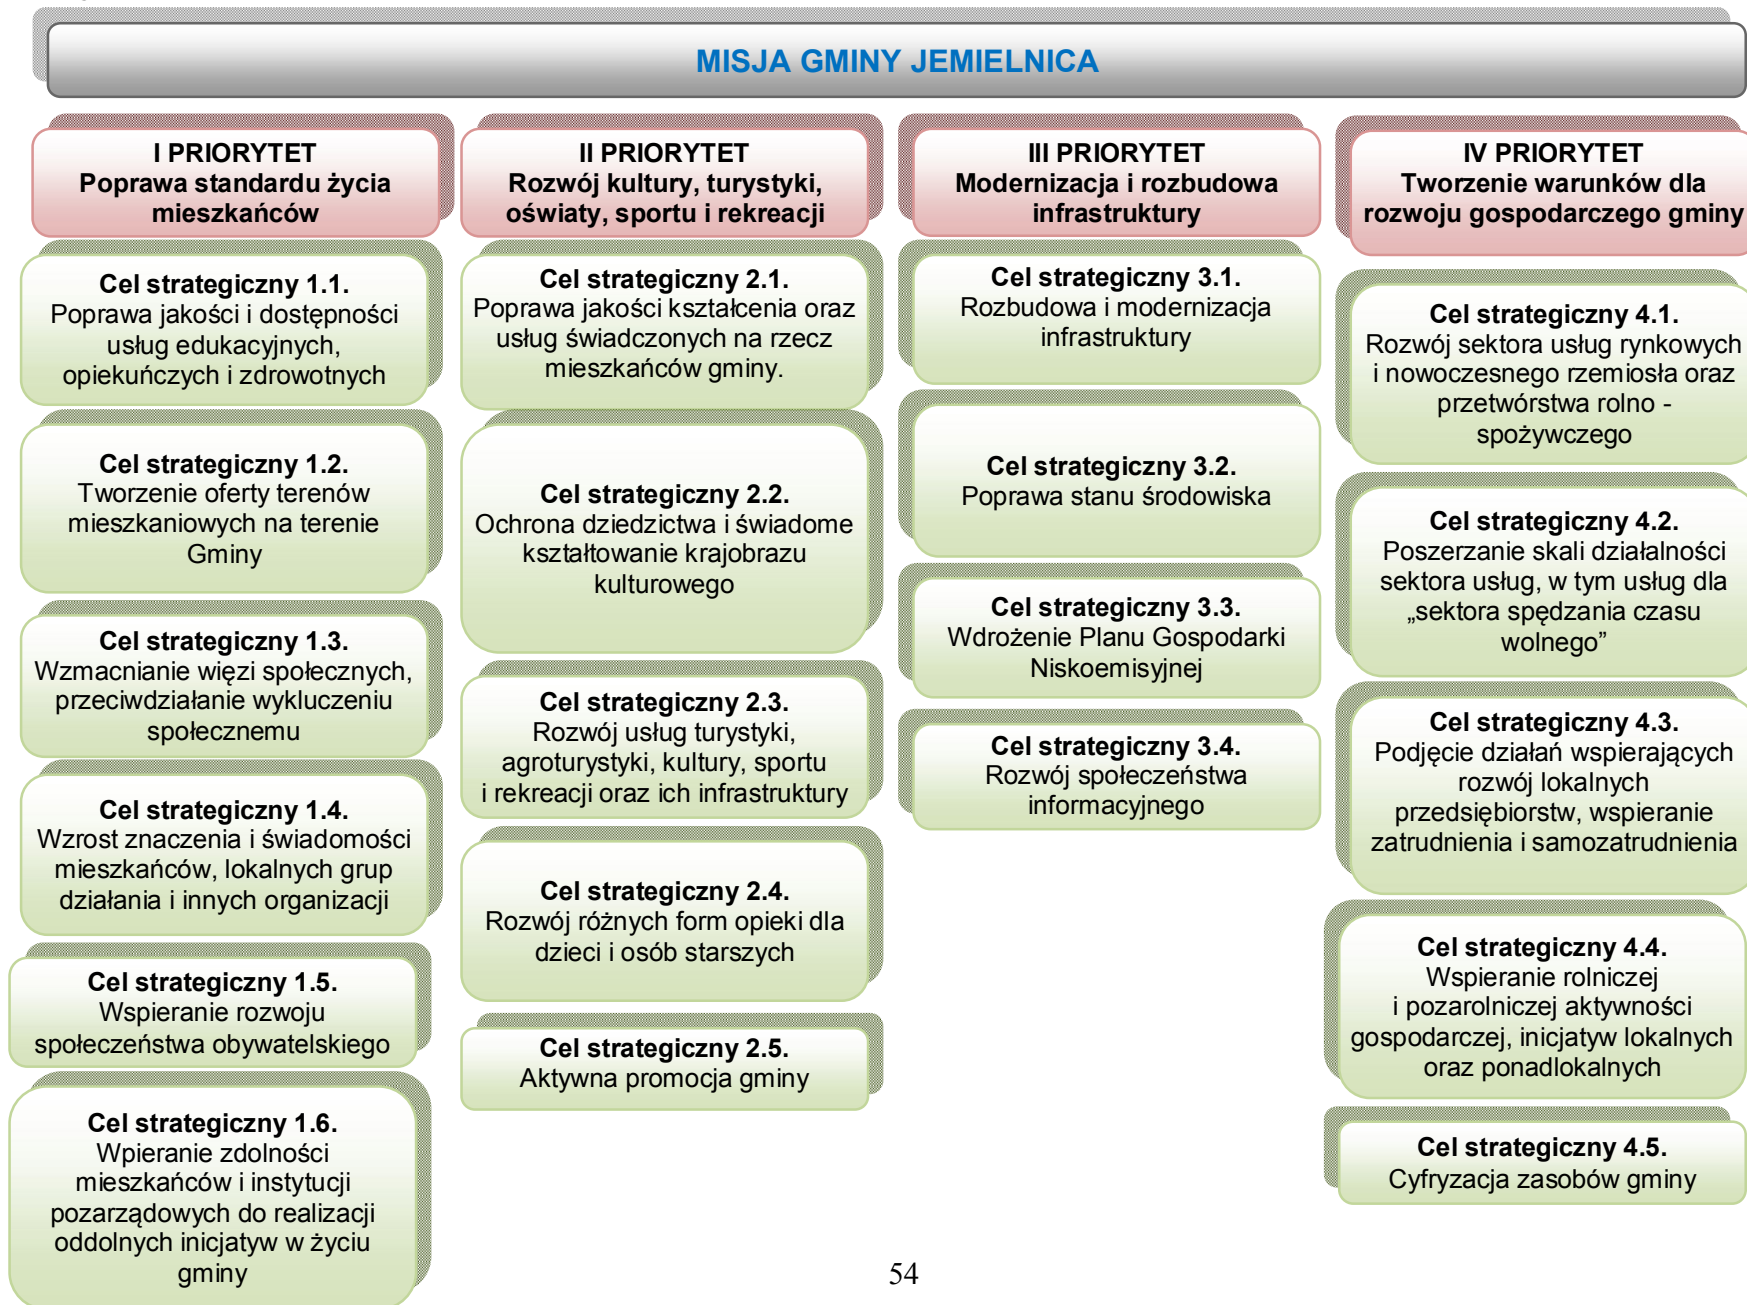 MISJA GMINY JEMIELNICA
I PRIORYTET
Poprawa standardu życia
mieszkańców
Cel strategiczny 1.1.
Poprawa jakości i dostępności
usług edukacyjnych,
opiekuńczych i zdrowotnych
Cel strategiczny 1.2.
Tworzenie oferty terenów
mieszkaniowych na terenie
Gminy
Cel strategiczny 1.3.
Wzmacnianie więzi społecznych,
przeciwdziałanie wykluczeniu
społecznemu
Cel strategiczny 1.4.
Wzrost znaczenia i świadomości
mieszkańców, lokalnych grup
działania i innych organizacji
Cel strategiczny 1.5.
Wspieranie rozwoju
społeczeństwa obywatelskiego
Cel strategiczny 1.6.
Wpieranie zdolności
mieszkańców i instytucji
pozarządowych do realizacji
oddolnych inicjatyw w życiu
gminy
II PRIORYTET
Rozwój kultury, turystyki,
oświaty, sportu i rekreacji
Cel strategiczny 2.1.
Poprawa jakości kształcenia oraz
usług świadczonych na rzecz
mieszkańców gminy.
Cel strategiczny 2.2.
Ochrona dziedzictwa i świadome
kształtowanie krajobrazu
kulturowego
Cel strategiczny 2.3.
Rozwój usług turystyki,
agroturystyki, kultury, sportu
i rekreacji oraz ich infrastruktury
Cel strategiczny 2.4.
Rozwój różnych form opieki dla
dzieci i osób starszych
Cel strategiczny 2.5.
Aktywna promocja gminy
III PRIORYTET
Modernizacja i rozbudowa
infrastruktury
Cel strategiczny 3.1.
Rozbudowa i modernizacja
infrastruktury
Cel strategiczny 3.2.
Poprawa stanu środowiska
Cel strategiczny 3.3.
Wdrożenie Planu Gospodarki
Niskoemisyjnej
Cel strategiczny 3.4.
Rozwój społeczeństwa
informacyjnego
IV PRIORYTET
Tworzenie warunków dla
rozwoju gospodarczego gminy
Cel strategiczny 4.1.
Rozwój sektora usług rynkowych
i nowoczesnego rzemiosła oraz
przetwórstwa rolno -
spożywczego
Cel strategiczny 4.2.
Poszerzanie skali działalności
sektora usług, w tym usług dla
„sektora spędzania czasu
wolnego”
Cel strategiczny 4.3.
Podjęcie działań wspierających
rozwój lokalnych
przedsiębiorstw, wspieranie
zatrudnienia i samozatrudnienia
Cel strategiczny 4.4.
Wspieranie rolniczej
i pozarolniczej aktywności
gospodarczej, inicjatyw lokalnych
oraz ponadlokalnych
Cel strategiczny 4.5.
Cyfryzacja zasobów gminy
54